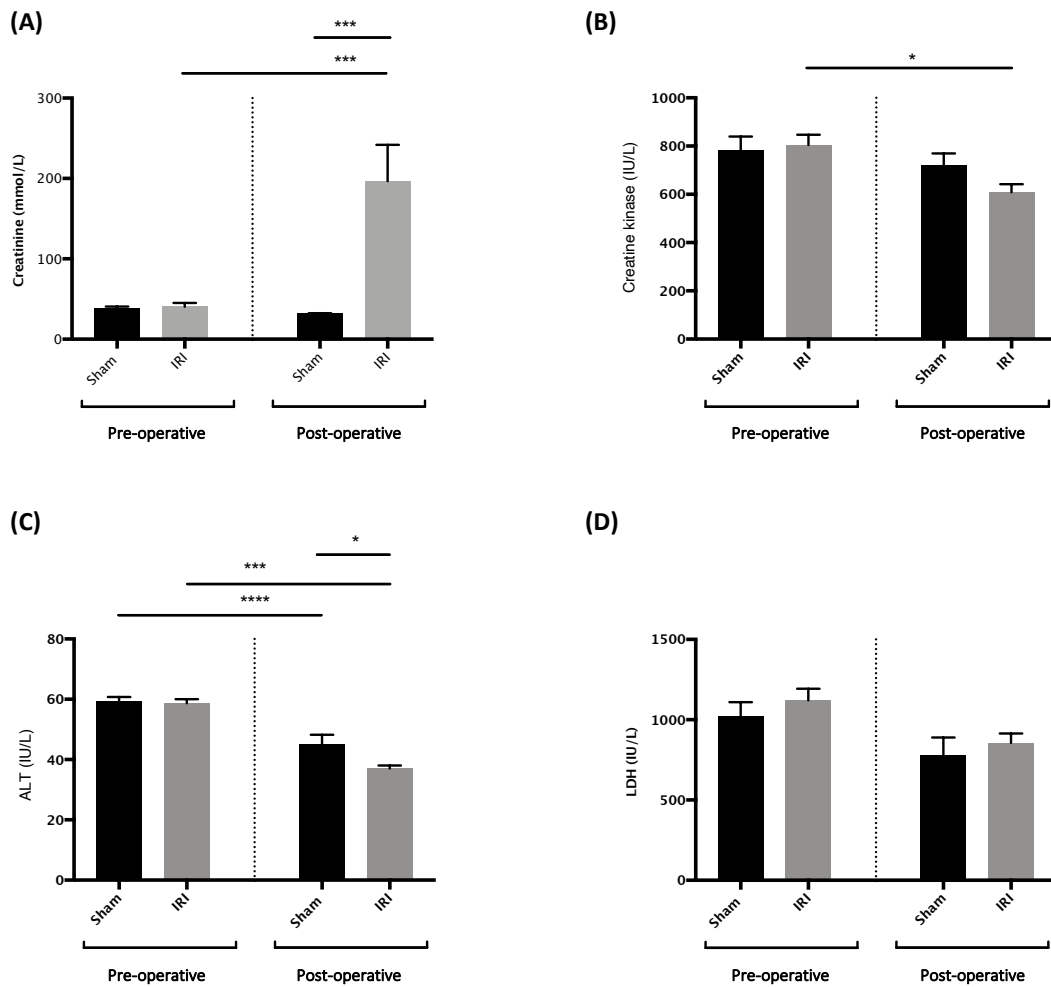 (A)
***
***
Creatinine (mmol/L)
300
200
100
0
Sham
IRI
Sham
IRI
Pre-operative
Post-operative
(B)
*
Creatine kinase (IU/L)
1000
800
600
400
200
0
Sham
IRI
Sham
IRI
Pre-operative
Post-operative
(C)
*
***
****
ALT (IU/L)
80
60
40
20
0
Sham
IRI
Sham
IRI
Pre-operative
Post-operative
(D)
LDH (IU/L)
1500
1000
500
0
Sham
IRI
Sham
IRI
Pre-operative
Post-operative